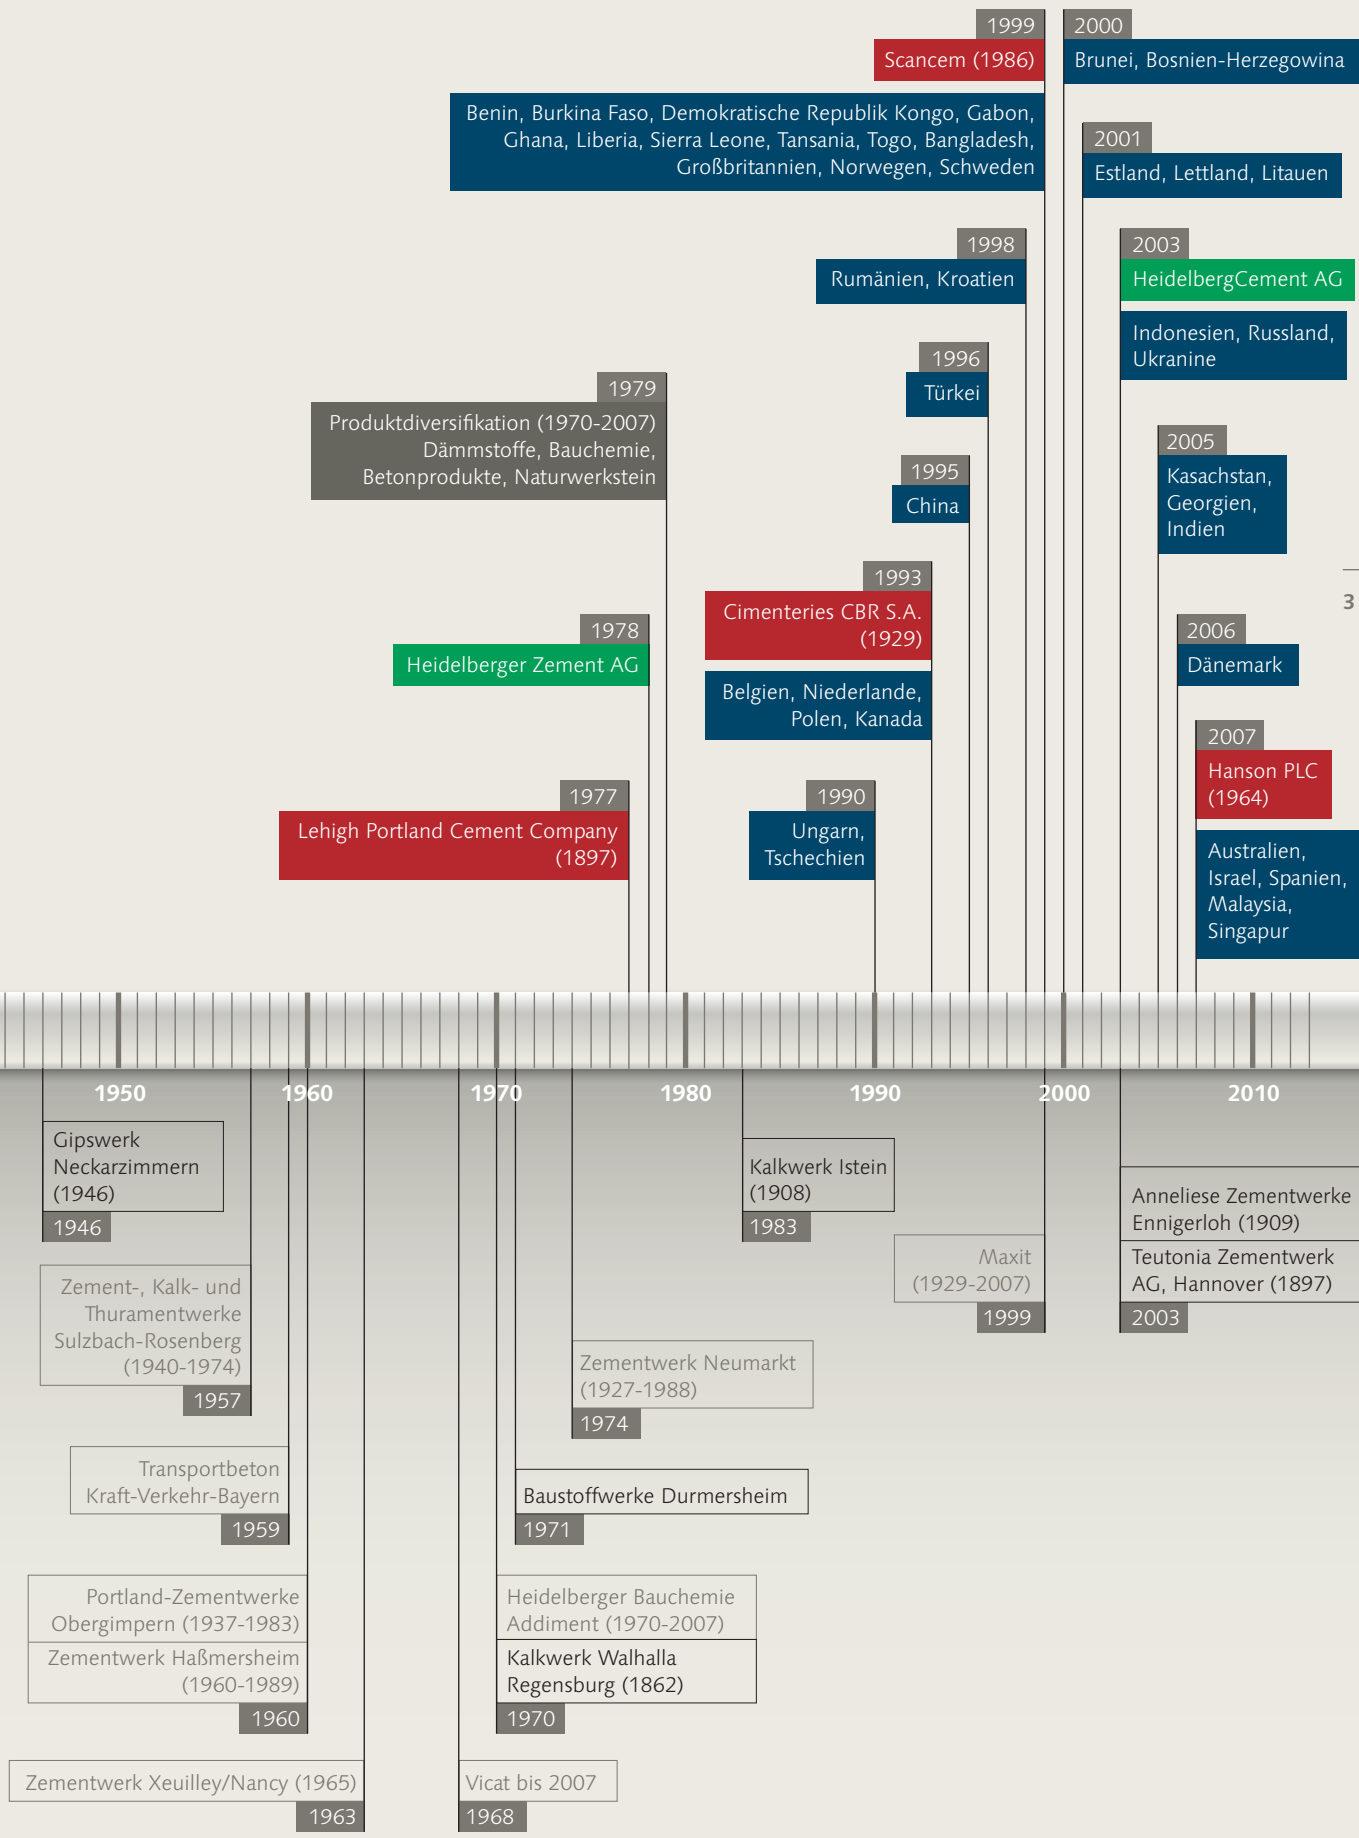 1999
Scancem (1986)
Benin, Burkina Faso, Demokratische Republik Kongo, Gabon,
Ghana, Liberia, Sierra Leone, Tansania, Togo, Bangladesh,
Großbritannien, Norwegen, Schweden
2000
Brunei, Bosnien-Herzegowina
2001
Estland, Lettland, Litauen
1998
Rumänien, Kroatien
2003
HeidelbergCement AG
Indonesien, Russland,
Ukranine
1996
Türkei
1979
Produktdiversifikation (1970-2007)
Dämmstoffe, Bauchemie,
Betonprodukte, Naturwerkstein
1995
China
2005
Kasachstan,
Georgien,
Indien
3
1993
Cimenteries CBR S.A.
(1929)
Belgien, Niederlande,
Polen, Kanada
1978
Heidelberger Zement AG
2006
Dänemark
2007
Hanson PLC
(1964)
Australien,
Israel, Spanien,
Malaysia,
Singapur
1977
Lehigh Portland Cement Company
(1897)
1990
Ungarn,
Tschechien
1950 1960 1970 1980 1990 2000 2010
Gipswerk
Neckarzimmern
(1946)
1946
Zement-, Kalk- und
Thuramentwerke
Sulzbach-Rosenberg
(1940-1974)
1957
Transportbeton
Kraft-Verkehr-Bayern
1959
Portland-Zementwerke
Obergimpern (1937-1983)
Zementwerk Haßmersheim
(1960-1989)
1960
Zementwerk Xeuilley/Nancy (1965)
1963
Vicat bis 2007
1968
Heidelberger Bauchemie
Addiment (1970-2007)
Kalkwerk Walhalla
Regensburg (1862)
1970
Baustoffwerke Durmersheim
1971
Zementwerk Neumarkt
(1927-1988)
1974
Kalkwerk Istein
(1908)
1983
Maxit
(1929-2007)
1999
Anneliese Zementwerke
Ennigerloh (1909)
Teutonia Zementwerk
AG, Hannover (1897)
2003